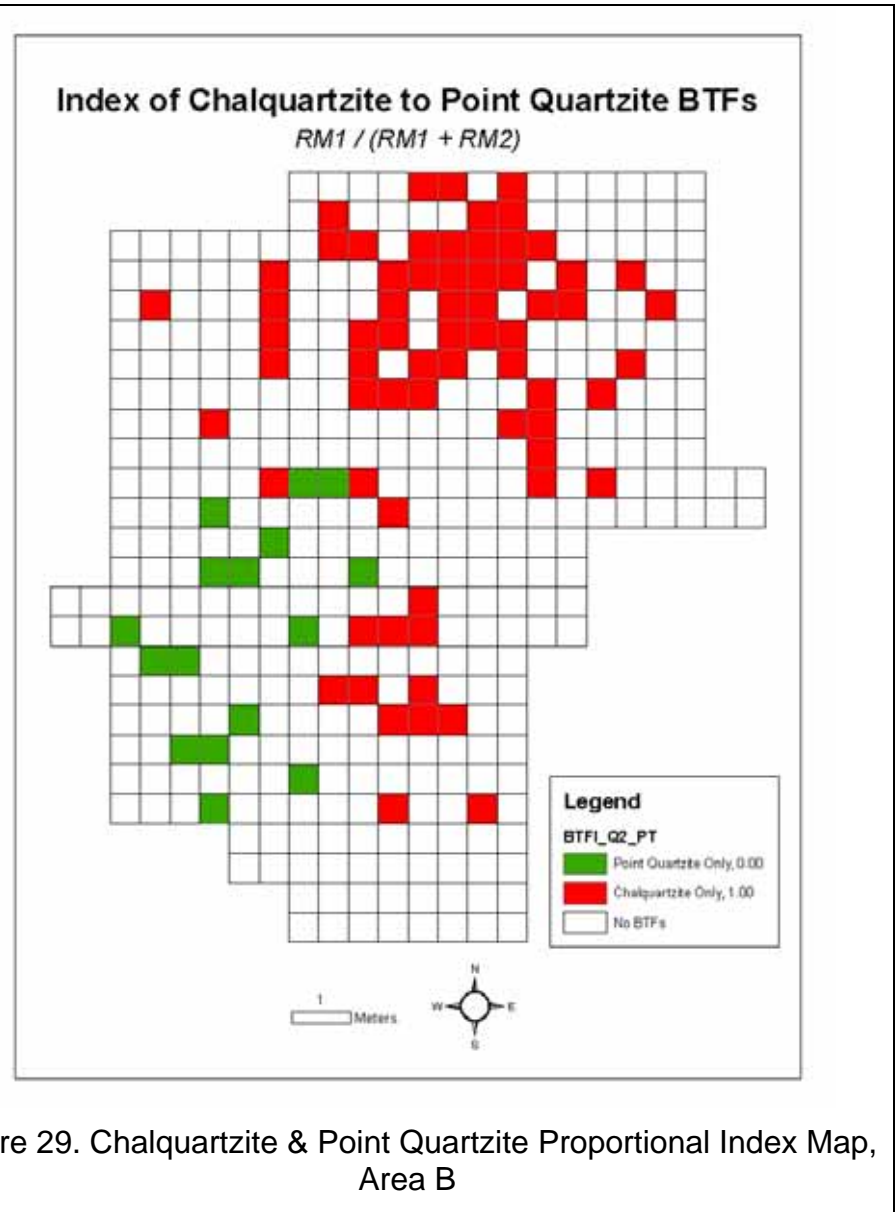 Index of Chalquartzite to Point Quartzite BTFs
RM1 / (RM1 + RM2)
Legend
BTFI_Q2_PT
Point Quartzite Only, 0.00
Chalquartzite Only, 1.00
No BTFs
1
Meters
N
W
E
S
re 29. Chalquartzite & Point Quartzite Proportional Index Map,
Area B